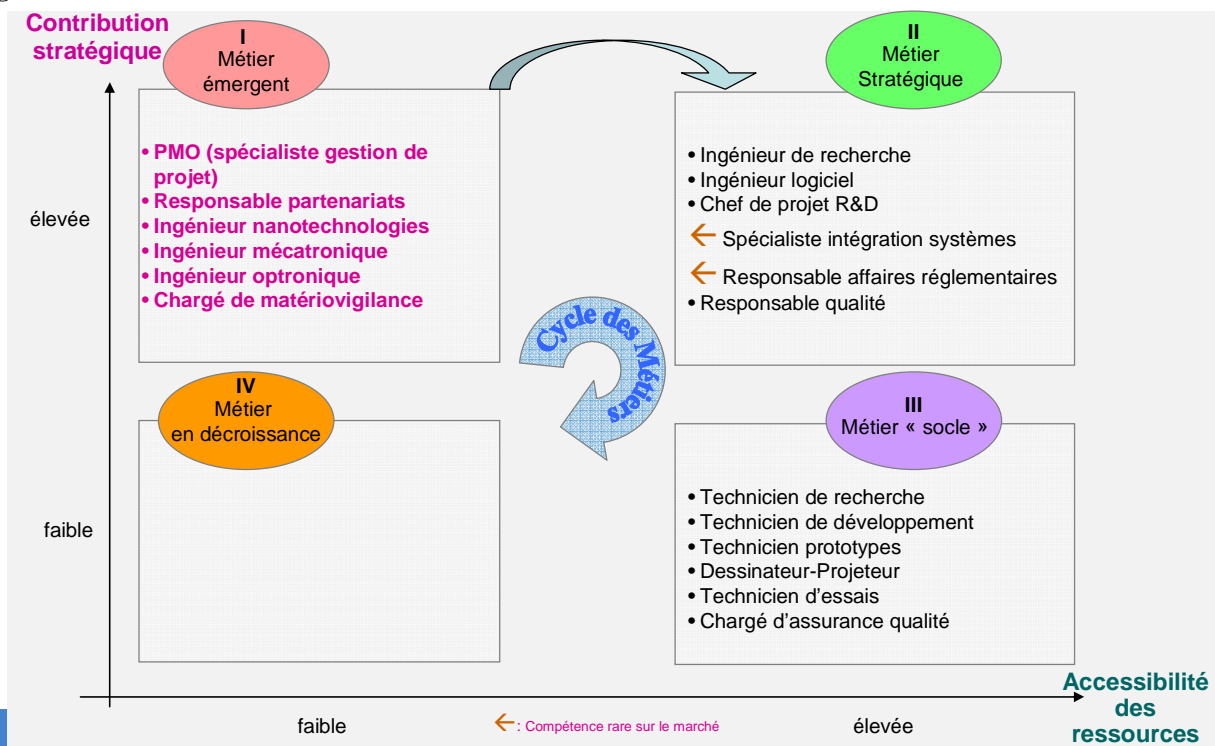 Contribution
stratégique
I
Métier
émergent
II
Métier
Stratégique
élevée
• PMO (spécialiste gestion de
projet)
• Responsable partenariats
• Ingénieur nanotechnologies
• Ingénieur mécatronique
• Ingénieur optronique
• Chargé de matériovigilance
• Ingénieur de recherche
• Ingénieur logiciel
• Chef de projet R&D
← Spécialiste intégration systèmes
← Responsable affaires réglementaires
• Responsable qualité
Cycle des Métiers
IV
Métier
en décroissance
III
Métier « socle »
faible
• Technicien de recherche
• Technicien de développement
• Technicien prototypes
• Dessinateur-Projeteur
• Technicien d'essais
• Chargé d'assurance qualité
Accessibilité
des
ressources
faible
← : Compétence rare sur le marché
élevée